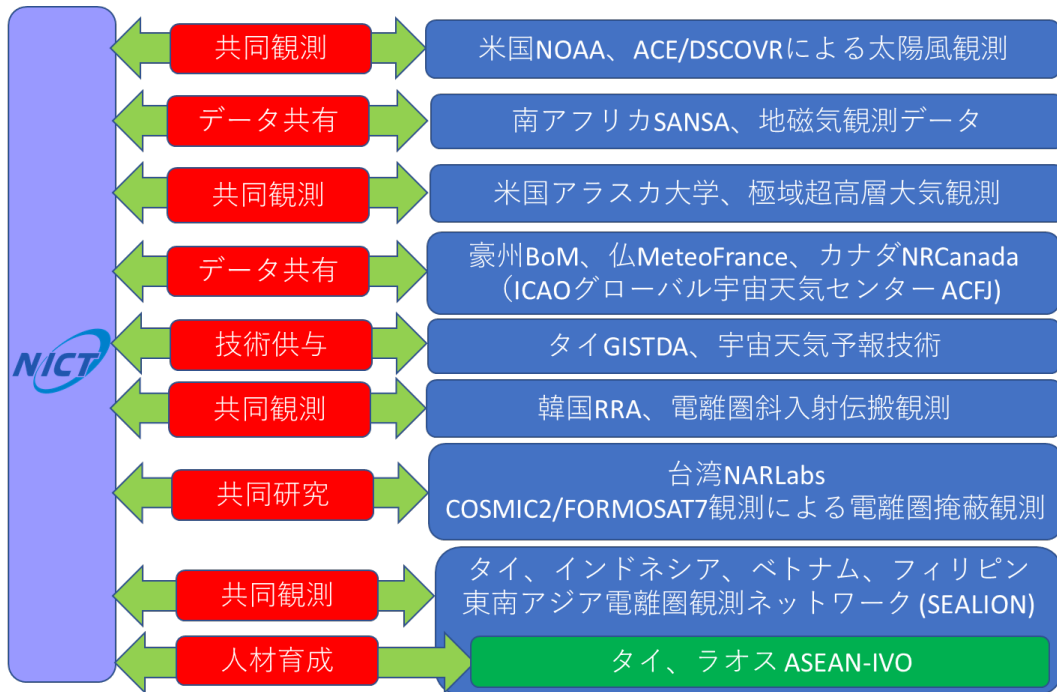 共同観測
米国NOAA、ACE/DSCOVRによる太陽風観測
データ共有
南アフリカSANSA、地磁気観測データ
共同観測
米国アラスカ大学、極域超高層大気観測
データ共有
豪州BoM、仏MeteoFrance、カナダNRCanada
（ICAOグローバル宇宙天気センター ACFJ)
NICT
技術供与
タイGISTDA、宇宙天気予報技術
共同観測
韓国RRA、電離圏斜入射伝搬観測
共同研究
台湾NARLabs
COSMIC2/FORMOSAT7観測による電離圏掩蔽観測
共同観測
タイ、インドネシア、ベトナム、フィリピン
東南アジア電離圏観測ネットワーク (SEALION)
人材育成
タイ、ラオス ASEAN-IVO